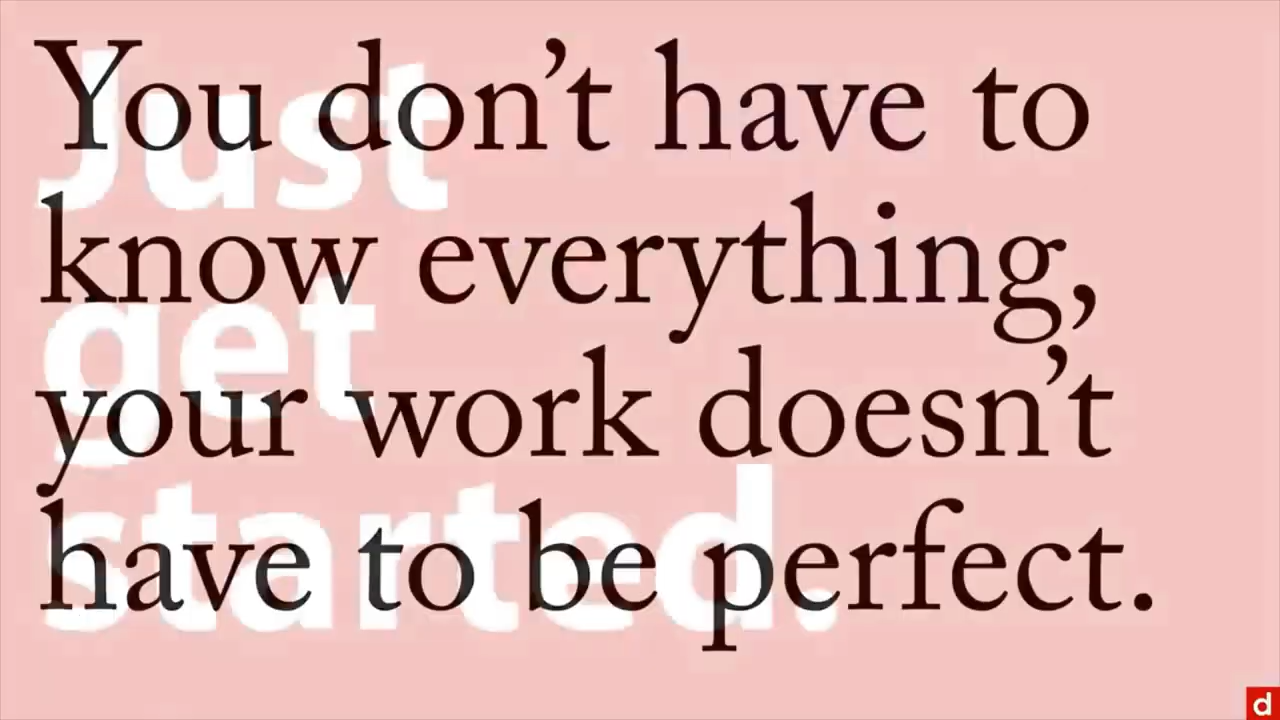 You don’t have to
know everything,
your work doesn’t
have to be perfect.
Just
get
started.
d